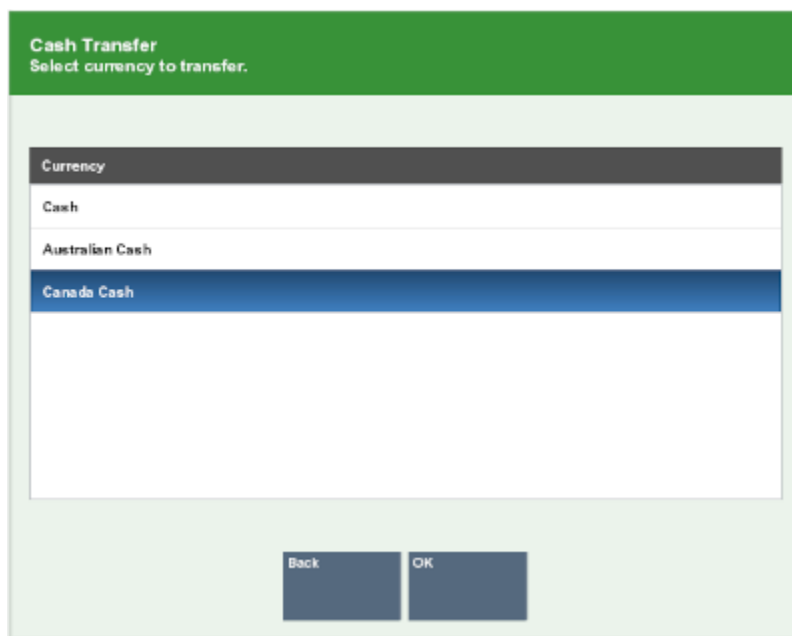 Cash Transfer
Select currency to transfer.
Currency
Cash
Australian Cash
Canada Cash
Back
OK